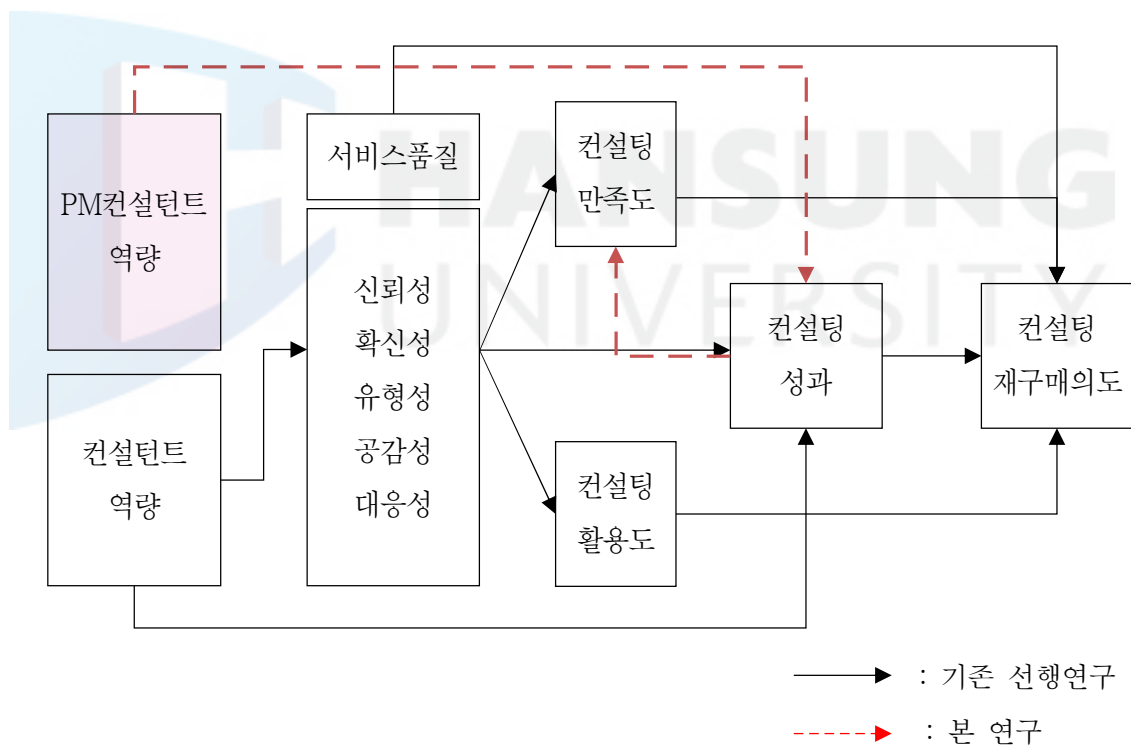 HANSUNG
UNIVERSITY
PM컨설턴트
역량
컨설턴트
역량
서비스품질
신뢰성
확신성
유형성
공감성
대응성
컨설팅
만족도
컨설팅
활용도
컨설팅
성과
컨설팅
재구매의도
: 기존 선행연구
: 본 연구